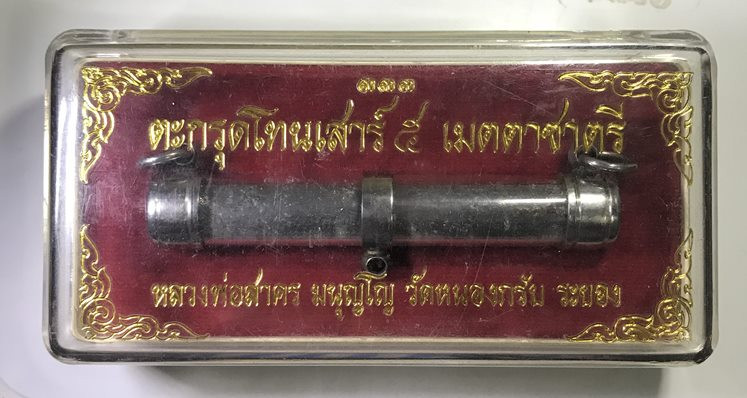 ๓๓๓
ตะกรุดโทนเสาร์ ๕ เมตตาชาตรี
หลวงพ่อสาคร มนุญโญ วัดหนองกรับ ระยอง